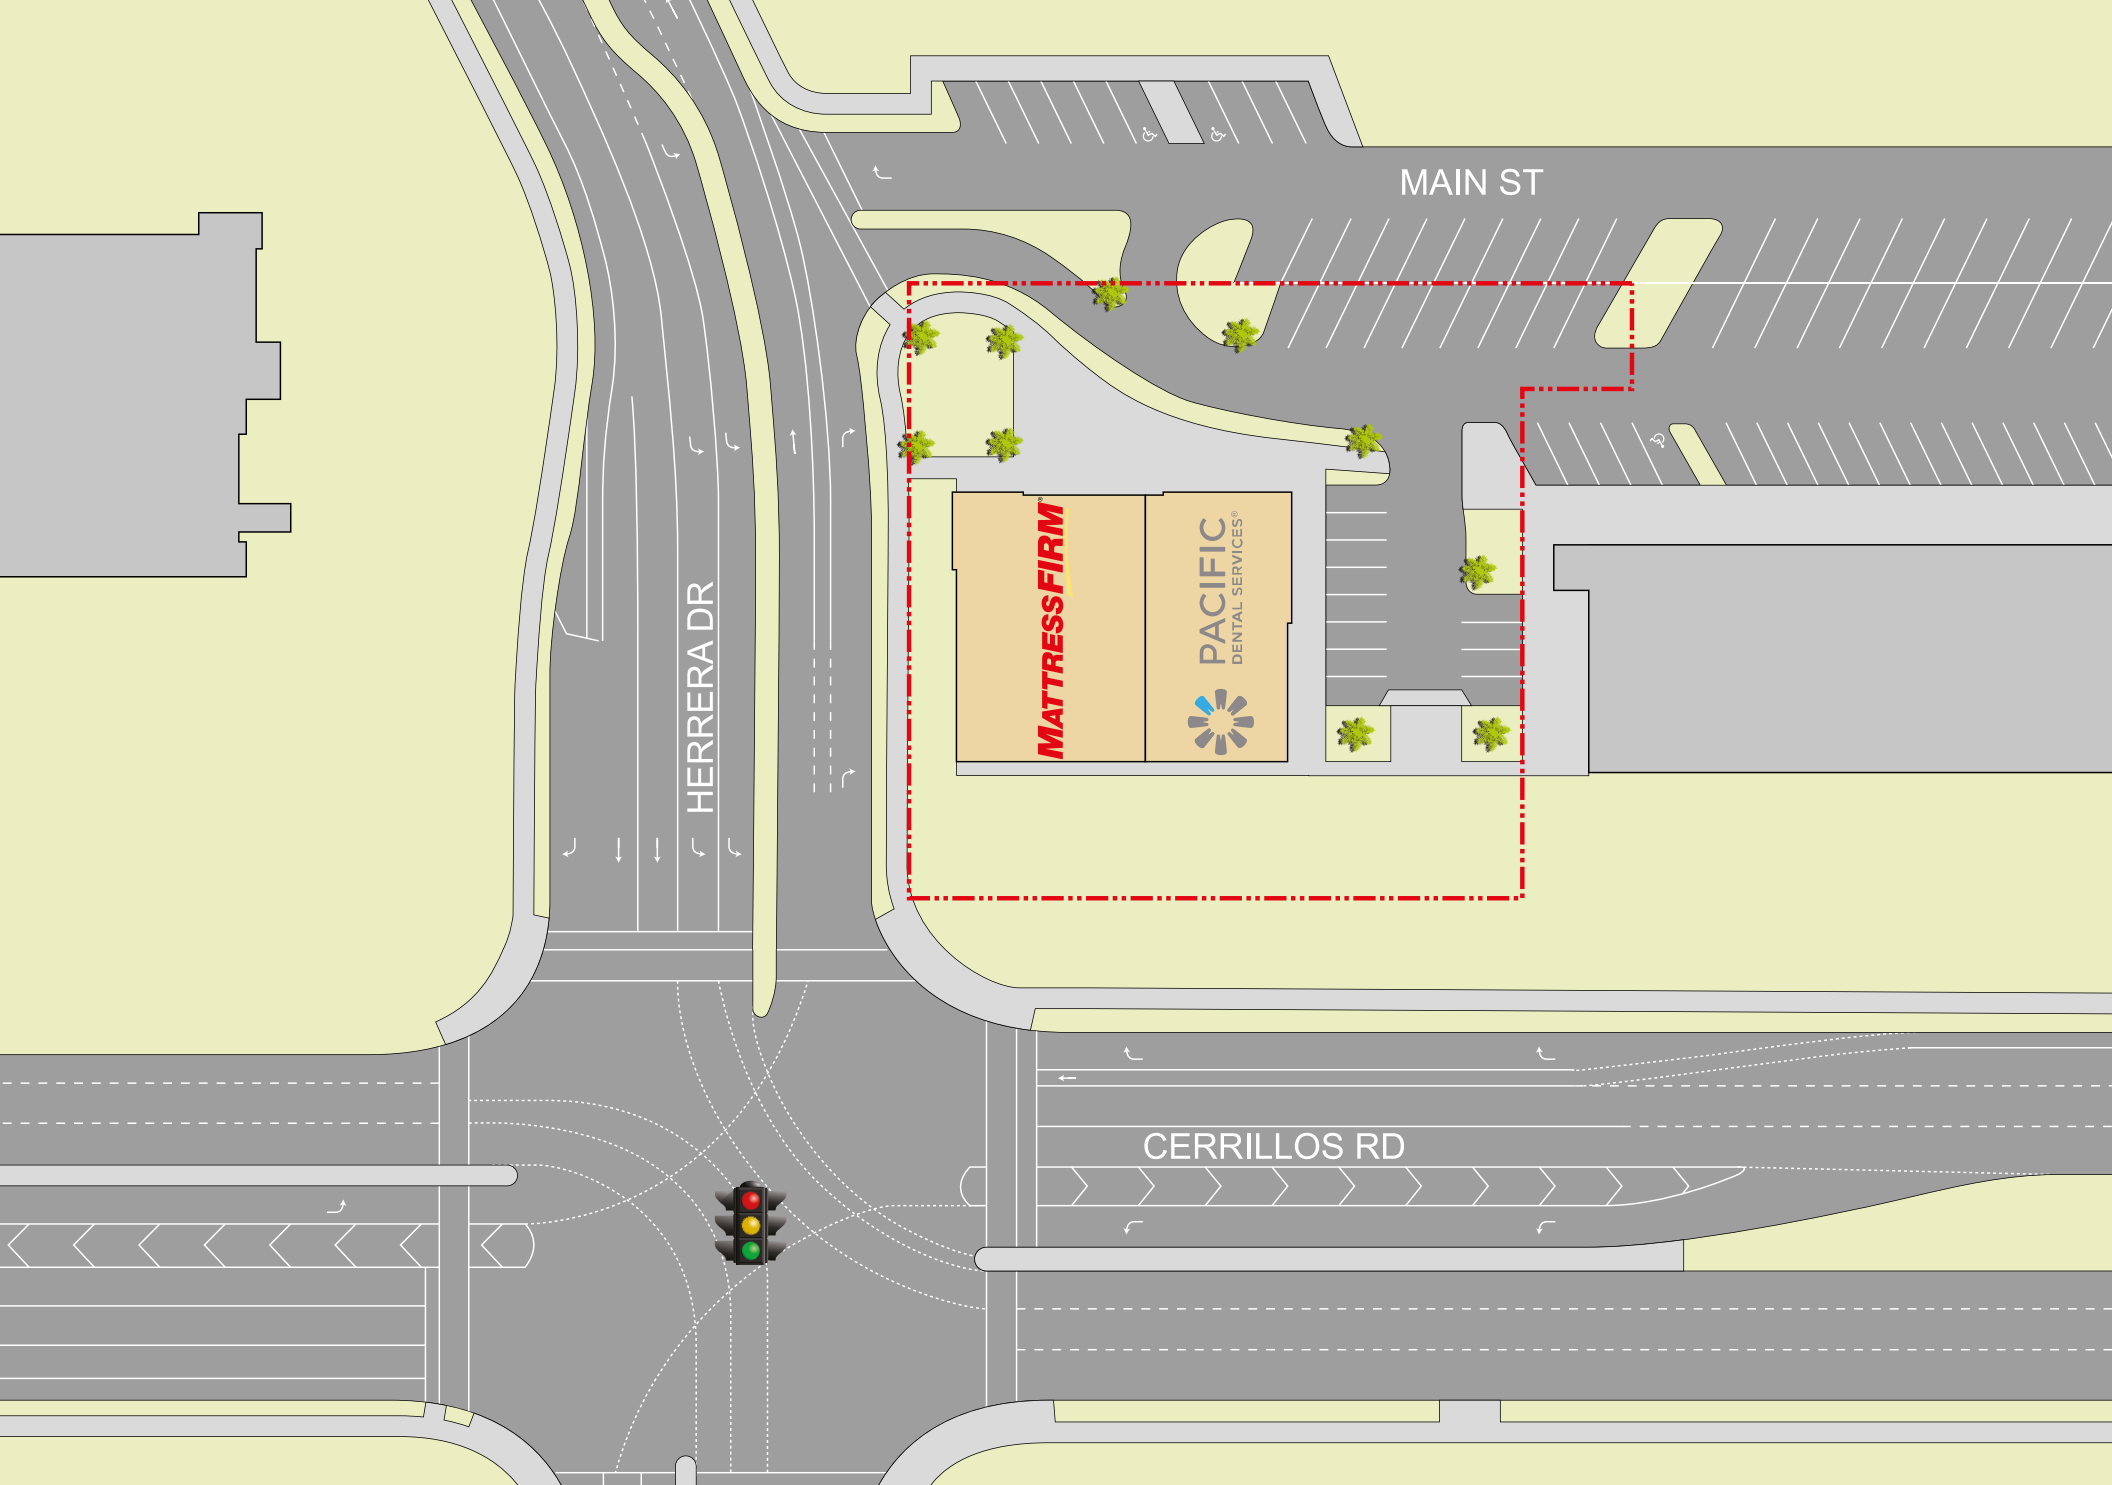 MAIN ST
HERRERA DR
MATTRESSFIRM®
PACIFIC
DENTAL SERVICES®
CERRILLOS RD